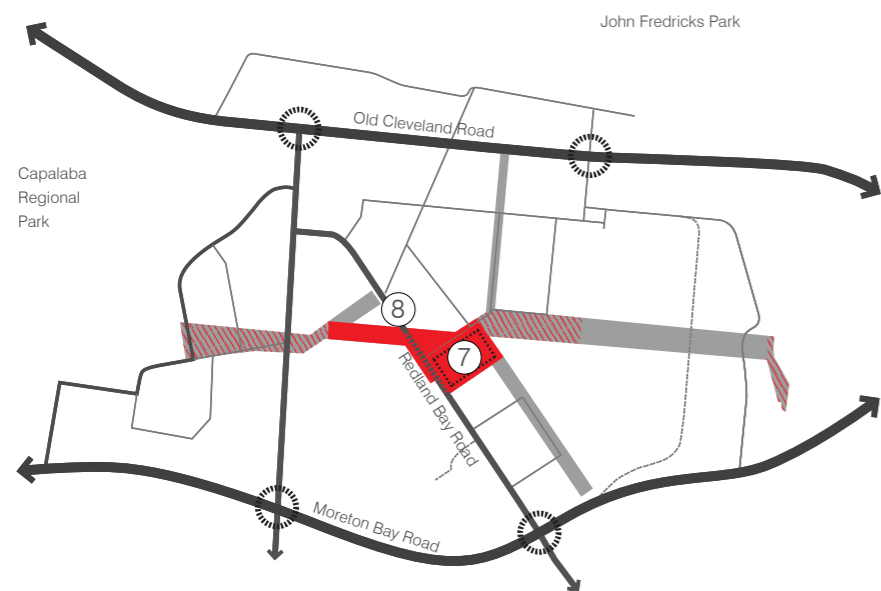 John Fredricks Park
Old Cleveland Road
Capalaba
Regional
Park
8
7
Redland Bay Road
Moreton Bay Road